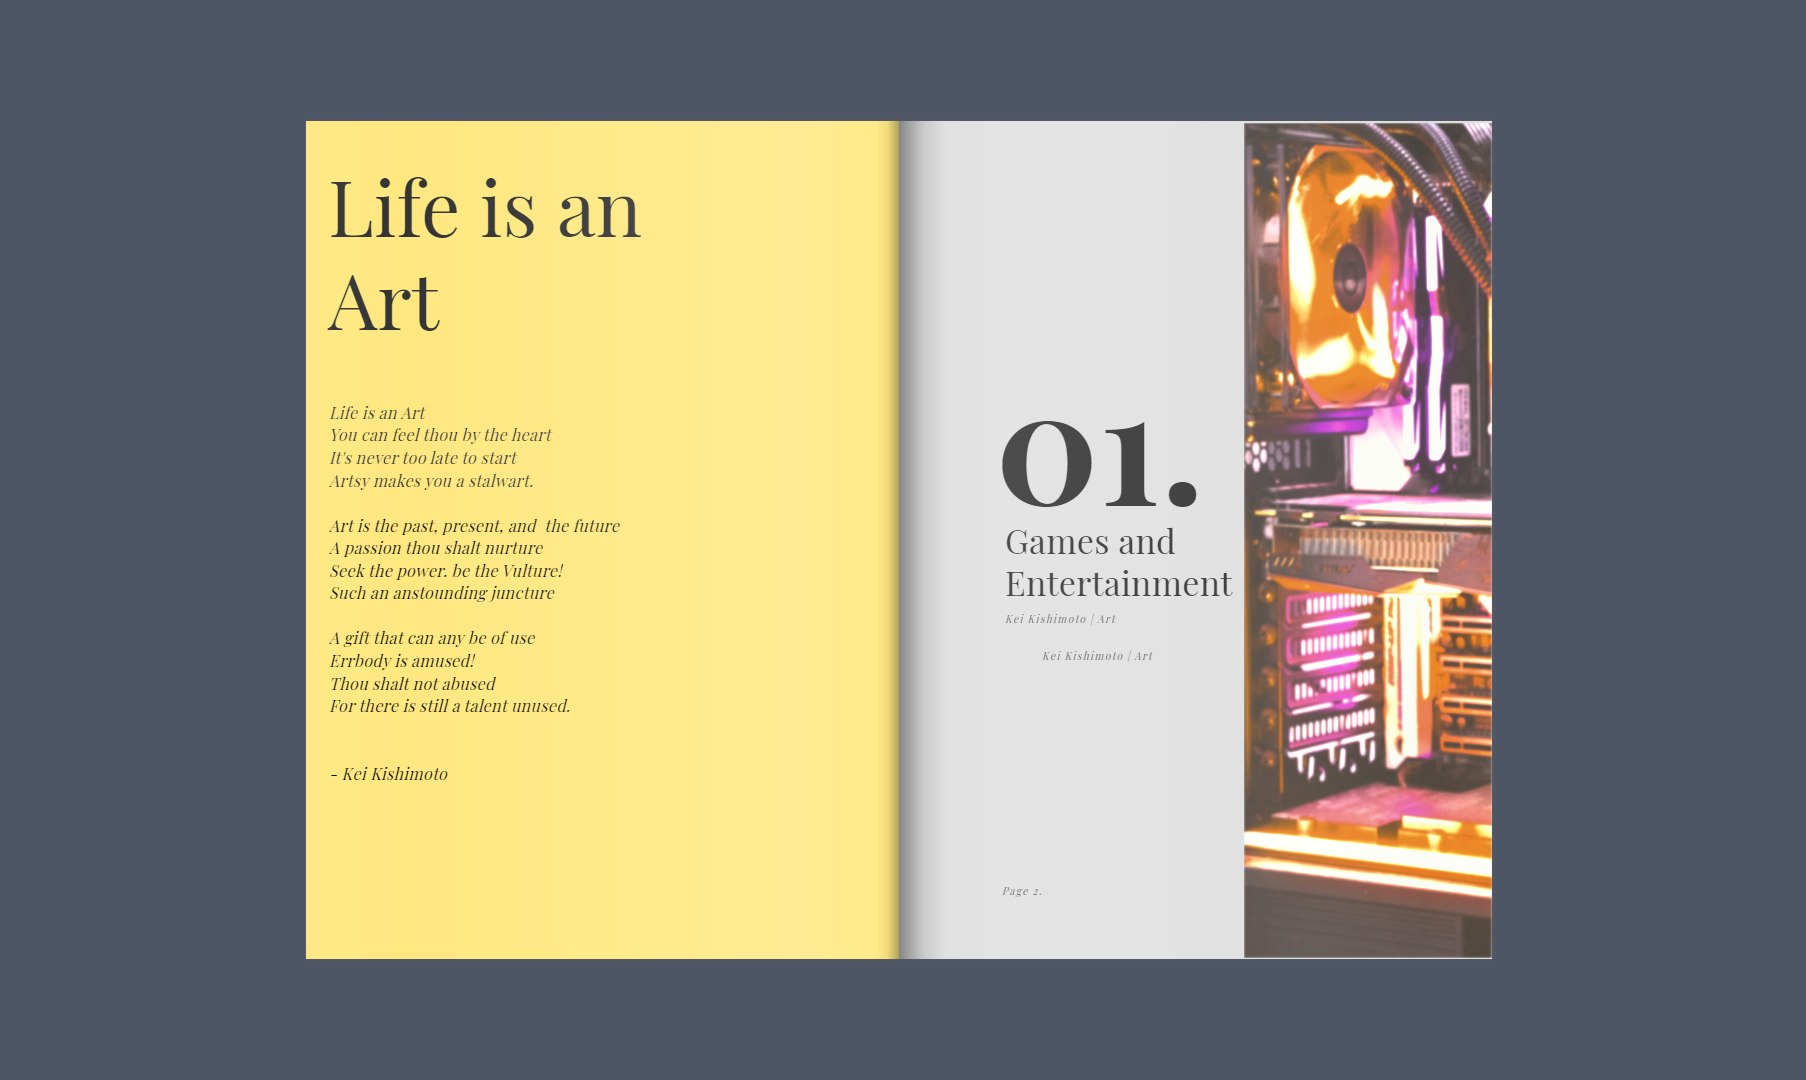 Life is an
Art
Life is an Art
You can feel thou by the heart
It's never too late to start
Artsy makes you a stalwart.
Art is the past, present, and  the future
A passion thou shalt nurture
Seek the power. be the Vulture!
Such an anstounding juncture
A gift that can any be of use
Errbody is amused!
Thou shalt not abused
For there is still a talent unused.
- Kei Kishimoto
01.
Games and
Entertainment
Kei Kishimoto | Art
Kei Kishimoto | Art
Page 2.